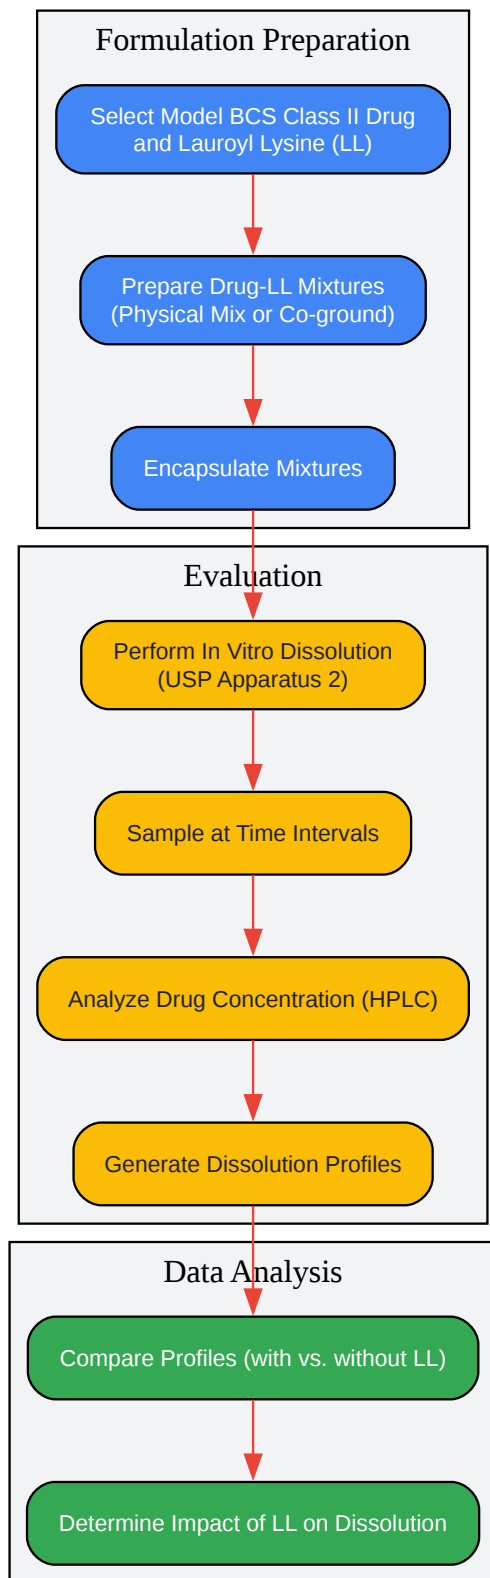 Formulation Preparation
Select Model BCS Class II Drug
and Lauroyl Lysine (LL)
Prepare Drug-LL Mixtures
(Physical Mix or Co-ground)
Encapsulate Mixtures
Evaluation
Perform In Vitro Dissolution
(USP Apparatus 2)
Sample at Time Intervals
Analyze Drug Concentration (HPLC)
Generate Dissolution Profiles
Data Analysis
Compare Profiles (with vs. without LL)
Determine Impact of LL on Dissolution